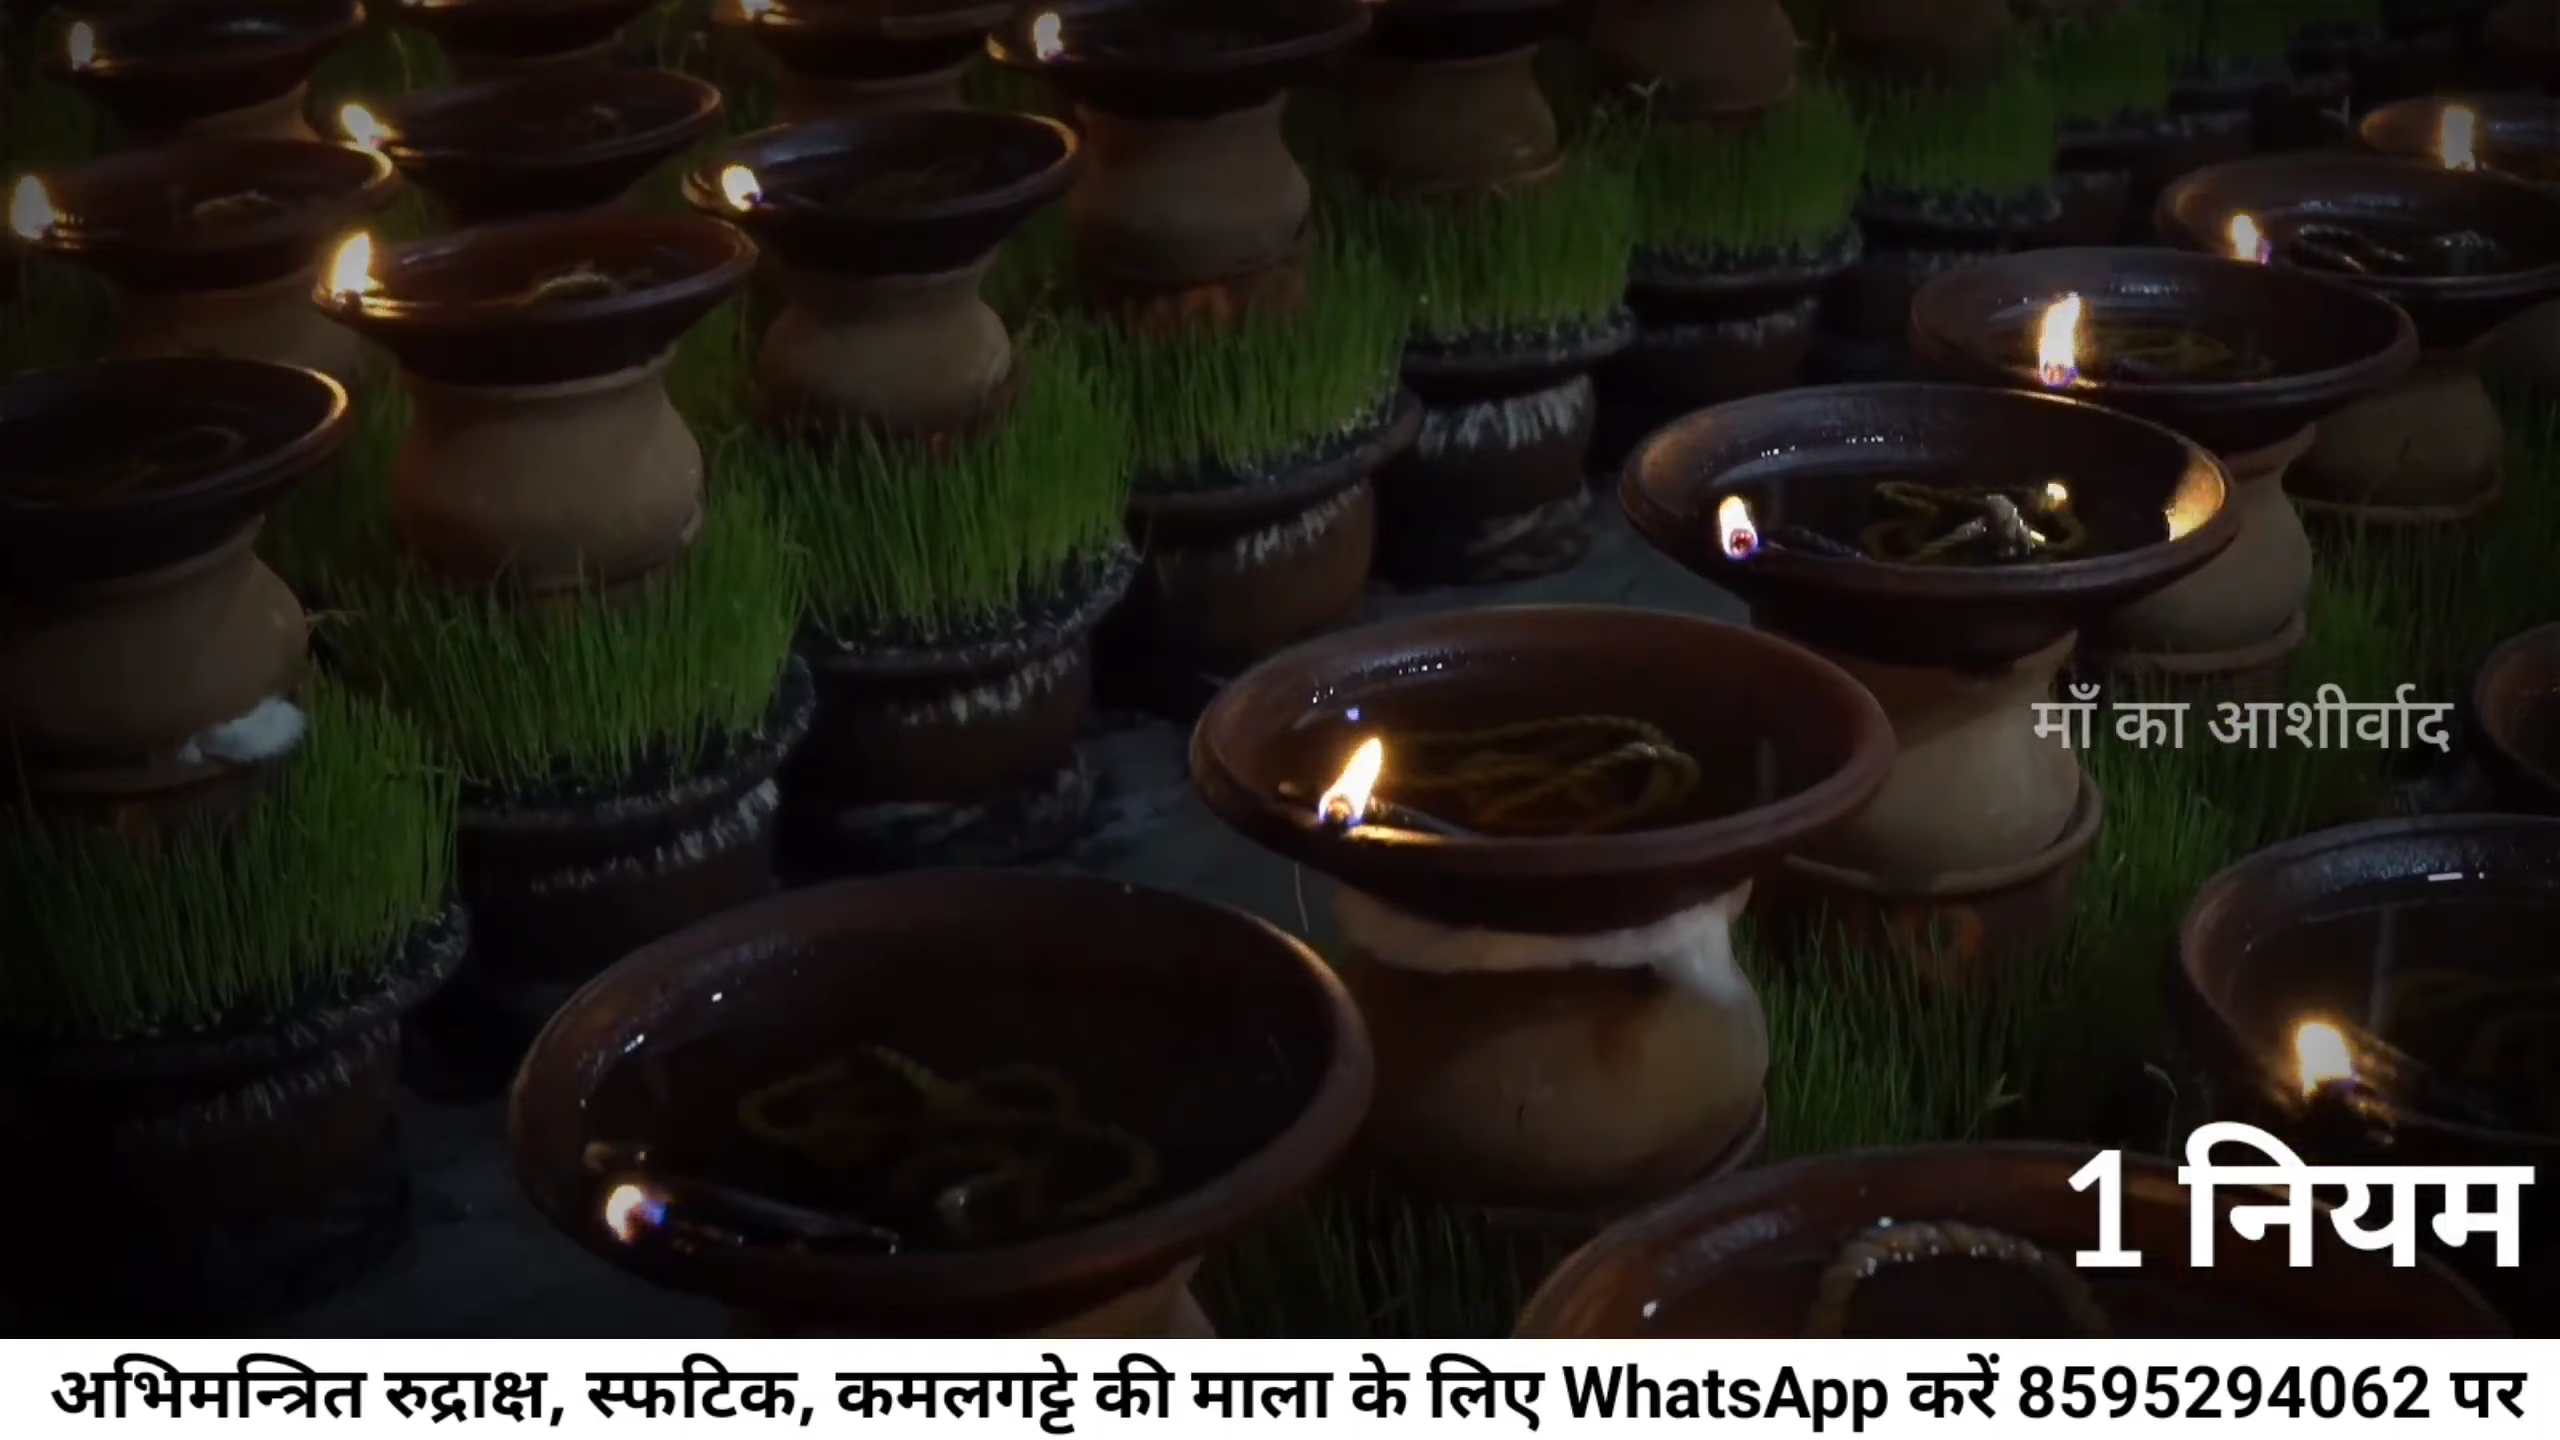 माँ का आशीर्वाद
1 नियम
अभिमन्त्रित रुद्राक्ष, स्फटिक, कमलगट्टे की माला के लिए WhatsApp करें 8595294062 पर